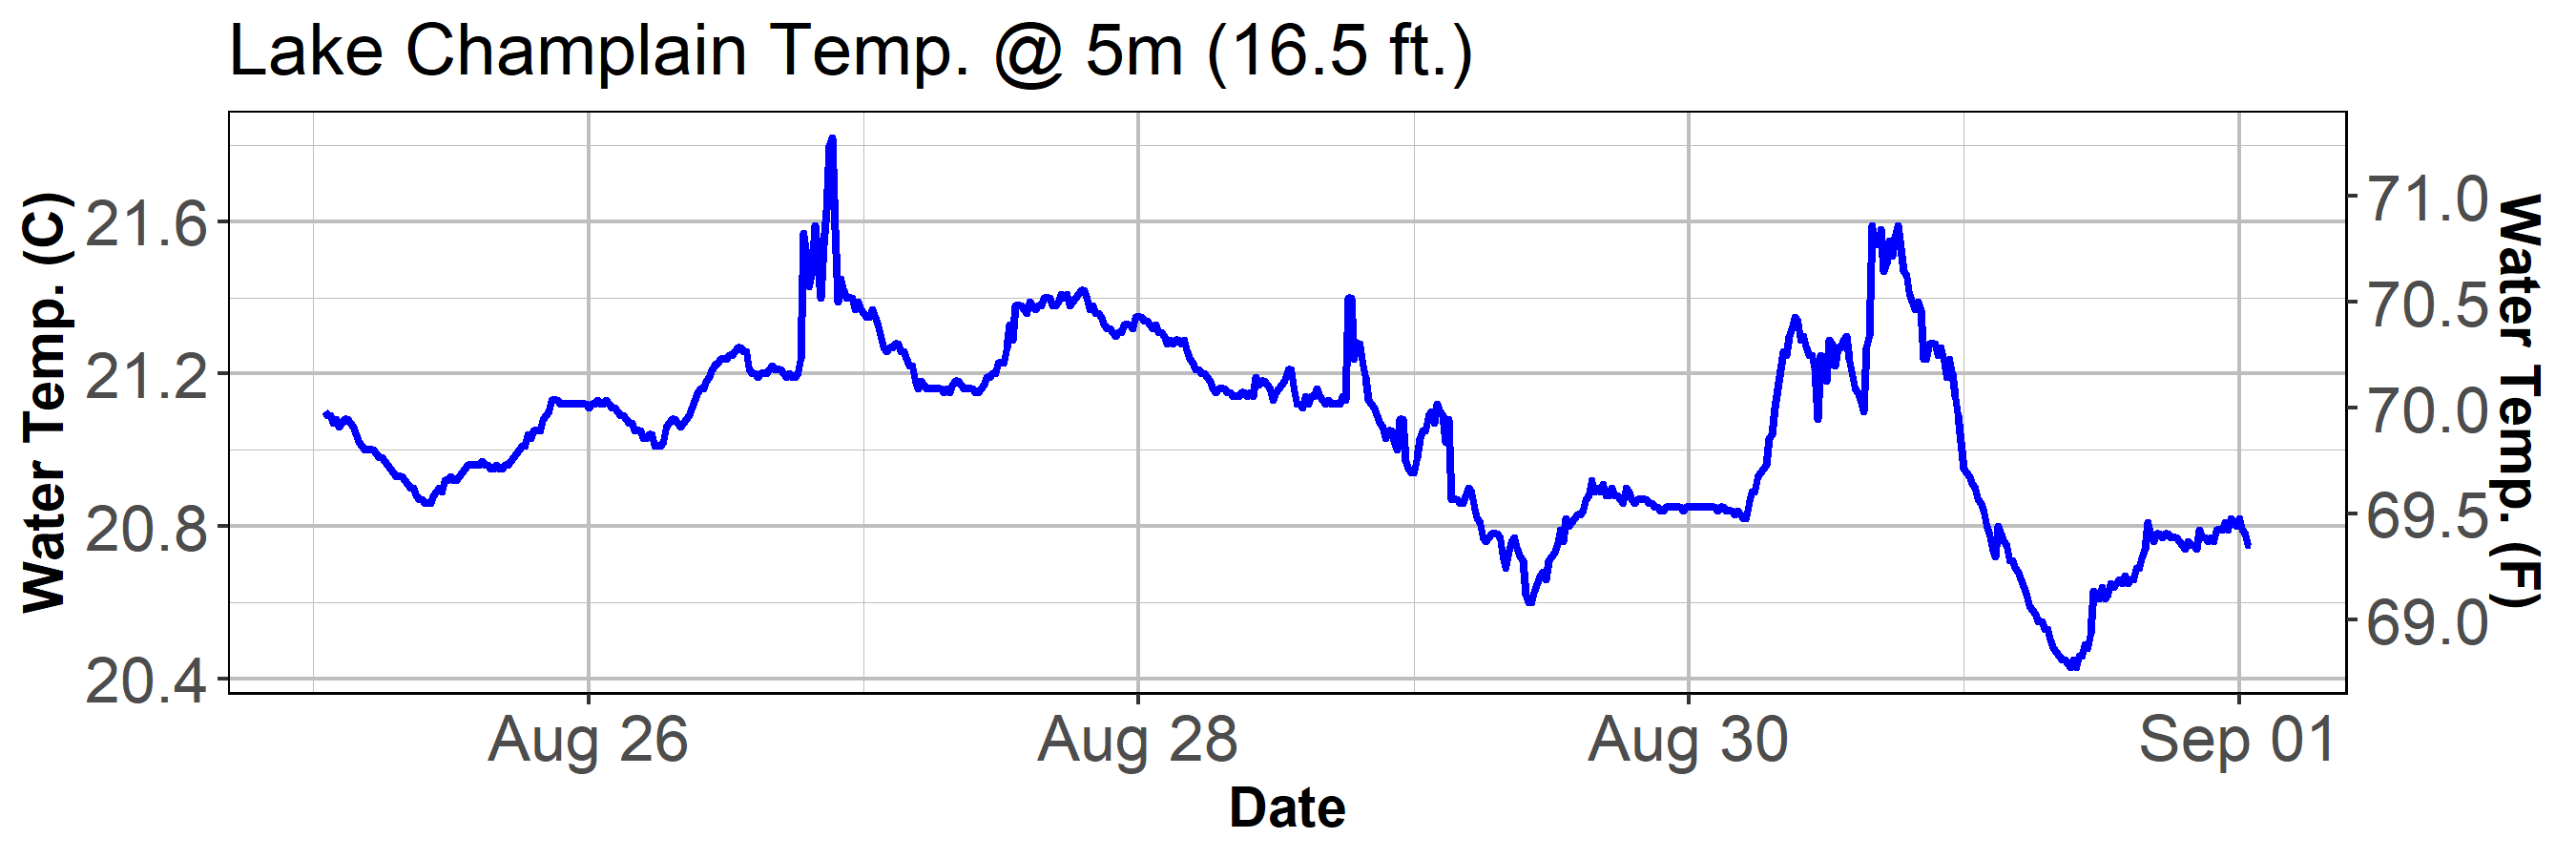 Lake Champlain Temp. @ 5m (16.5 ft.)
Water Temp. (C)
21.6
21.2
20.8
20.4
71.0
70.5
70.0
69.5
69.0
Water Temp. (F)
Aug 26
Aug 28
Aug 30
Sep 01
Date